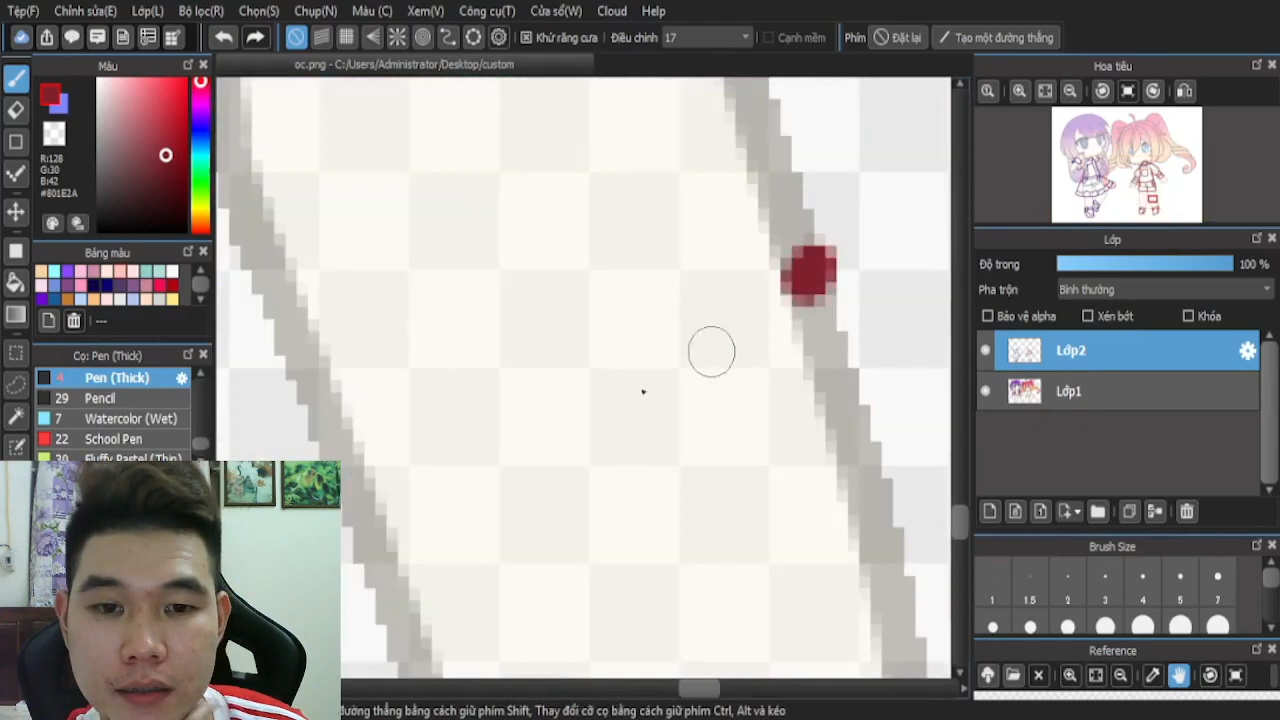 Tệp(F) Chỉnh sửa(E) Lớp(L) Bộ lọc(R) Chọn(S) Chụp(N) Màu (C) Xem(V) Công cụ(T) Cửa sổ(W) Cloud Help
Khử răng cưa Điều chỉnh 17 Cạnh mềm Phím Đặt lại Tạo một đường thẳng
Màu
oc.png - C:/Users/Administrator/Desktop/custom
Hoa tiêu
R:128
G:30
B:42
#801E2A
Bảng màu
---
Lớp
Độ trong 100 %
Pha trộn Bình thường
Bảo vệ alpha Xén bớt Khóa
Lớp2
Lớp1
Cọ: Pen (Thick)
4 Pen (Thick)
29 Pencil
7 Watercolor (Wet)
22 School Pen
30 Fluffy Pastel (Thin)
Brush Size
1 1.5 2 3 4 5 7
Reference
đường thẳng bằng cách giữ phím Shift, Thay đổi cỡ cọ bằng cách giữ phím Ctrl, Alt và kéo